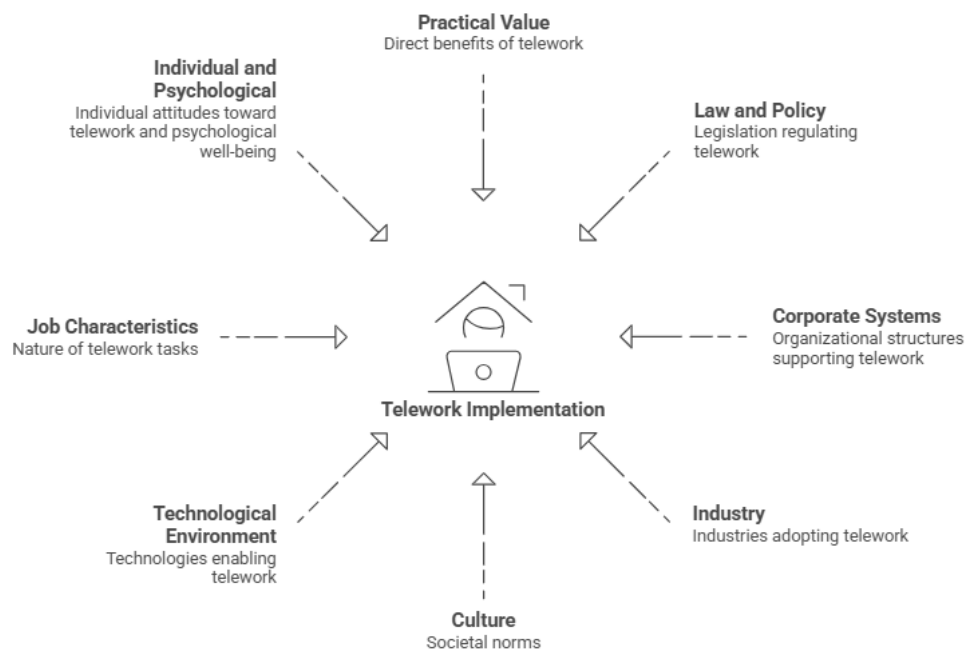 Practical Value
Direct benefits of telework
Individual and
Psychological
Individual attitudes toward
telework and psychological
well-being
Law and Policy
Legislation regulating
telework
Job Characteristics
Nature of telework tasks
Corporate Systems
Organizational structures
supporting telework
Telework Implementation
Technological
Environment
Technologies enabling
telework
Industry
Industries adopting telework
Culture
Societal norms